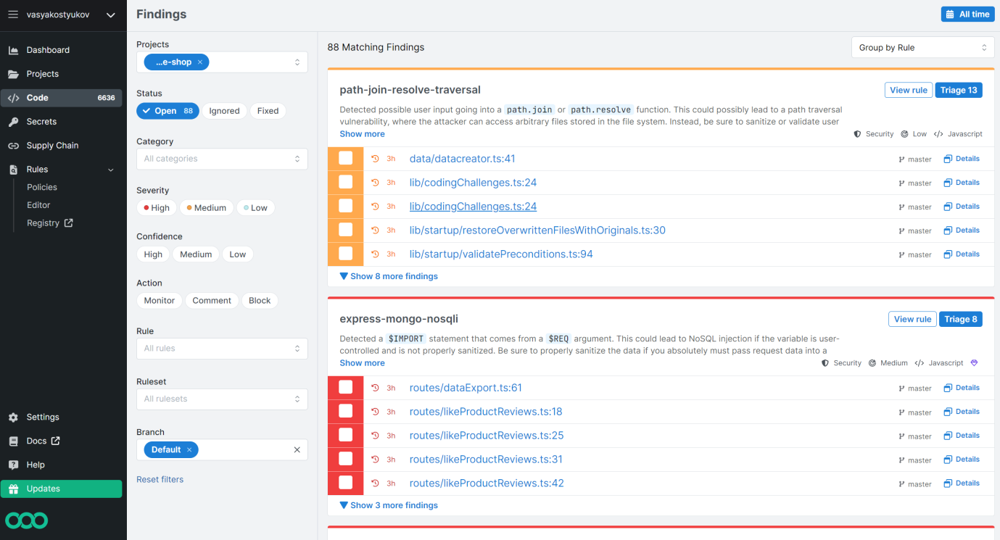 vasyakostyukov
Dashboard
Projects
Code 6636
Secrets
Supply Chain
Rules
Policies
Editor
Registry
Settings
Docs
Help
Updates
Findings
All time
Projects
...e-shop ×
Status
Open 88 Ignored Fixed
Category
All categories
Severity
High Medium Low
Confidence
High Medium Low
Action
Monitor Comment Block
Rule
All rules
Ruleset
All rulesets
Branch
Default ×
Reset filters
88 Matching Findings
Group by Rule
path-join-resolve-traversal
View rule Triage 13
Detected possible user input going into a path.join or path.resolve function. This could possibly lead to a path traversal
vulnerability, where the attacker can access arbitrary files stored in the file system. Instead, be sure to sanitize or validate user
Show more
Security Low Javascript
3h data/datacreator.ts:41 master Details
3h lib/codingChallenges.ts:24 master Details
3h lib/codingChallenges.ts:24 master Details
3h lib/startup/restoreOverwrittenFilesWithOriginals.ts:30 master Details
3h lib/startup/validatePreconditions.ts:94 master Details
Show 8 more findings
express-mongo-nosqli
View rule Triage 8
Detected a $IMPORT statement that comes from a $REQ argument. This could lead to NoSQL injection if the variable is user-
controlled and is not properly sanitized. Be sure to properly sanitize the data if you absolutely must pass request data into a
Show more
Security Medium Javascript
3h routes/dataExport.ts:61 master Details
3h routes/likeProductReviews.ts:18 master Details
3h routes/likeProductReviews.ts:25 master Details
3h routes/likeProductReviews.ts:31 master Details
3h routes/likeProductReviews.ts:42 master Details
Show 3 more findings